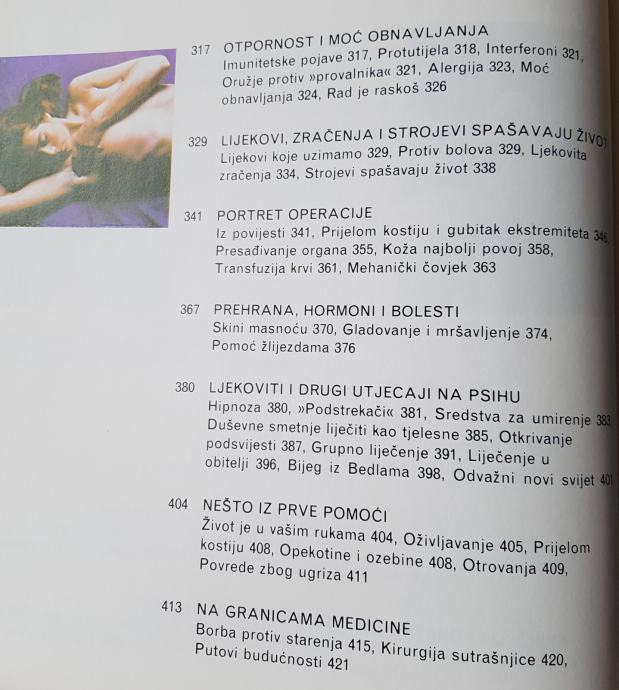 317 OTPORNOST I MOĆ OBNAVLJANJA
Imunitetske pojave 317, Protutijela 318, Interferoni 321,
Oružje protiv »provalnika« 321, Alergija 323, Moć
obnavljanja 324, Rad je raskoš 326
329 LIJEKOVI, ZRAČENJA I STROJEVI SPAŠAVAJU ŽIVOT
Lijekovi koje uzimamo 329, Protiv bolova 329, Ljekovita
zračenja 334, Strojevi spašavaju život 338
341 PORTRET OPERACIJE
Iz povijesti 341, Prijelom kostiju i gubitak ekstremiteta 346,
Presađivanje organa 355, Koža najbolji povoj 358,
Transfuzija krvi 361, Mehanički čovjek 363
367 PREHRANA, HORMONI I BOLESTI
Skini masnoću 370, Gladovanje i mršavljenje 374,
Pomoć žlijezdama 376
380 LJEKOVITI I DRUGI UTJECAJI NA PSIHU
Hipnoza 380, »Podstrekači« 381, Sredstva za umirenje 383,
Duševne smetnje liječiti kao tjelesne 385, Otkrivanje
podsvijesti 387, Grupno liječenje 391, Liječenje u
obitelji 396, Bijeg iz Bedlama 398, Odvažni novi svijet 401
404 NEŠTO IZ PRVE POMOĆI
Život je u vašim rukama 404, Oživljavanje 405, Prijelom
kostiju 408, Opekotine i ozebine 408, Otrovanja 409,
Povrede zbog ugriza 411
413 NA GRANICAMA MEDICINE
Borba protiv starenja 415, Kirurgija sutrašnjice 420,
Putovi budućnosti 421